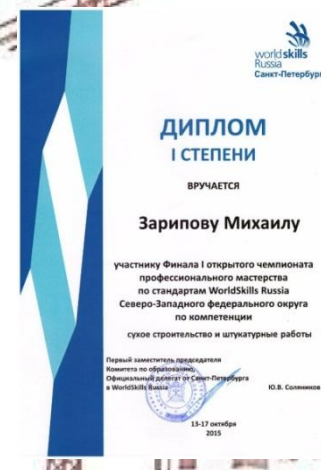 worldskills
Russia
Санкт-Петербург
ДИПЛОМ
I СТЕПЕНИ
ВРУЧАЕТСЯ
Зарипову Михаилу
участнику Финала I открытого чемпионата
профессионального мастерства
по стандартам WorldSkills Russia
Северо-Западного федерального округа
по компетенции
сухое строительство и штукатурные работы
Первый заместитель председателя
Комитета по образованию,
Официальный делегат от Санкт-Петербурга
в WorldSkills Russia
Ю.В. Соляников
13-17 октября
2015